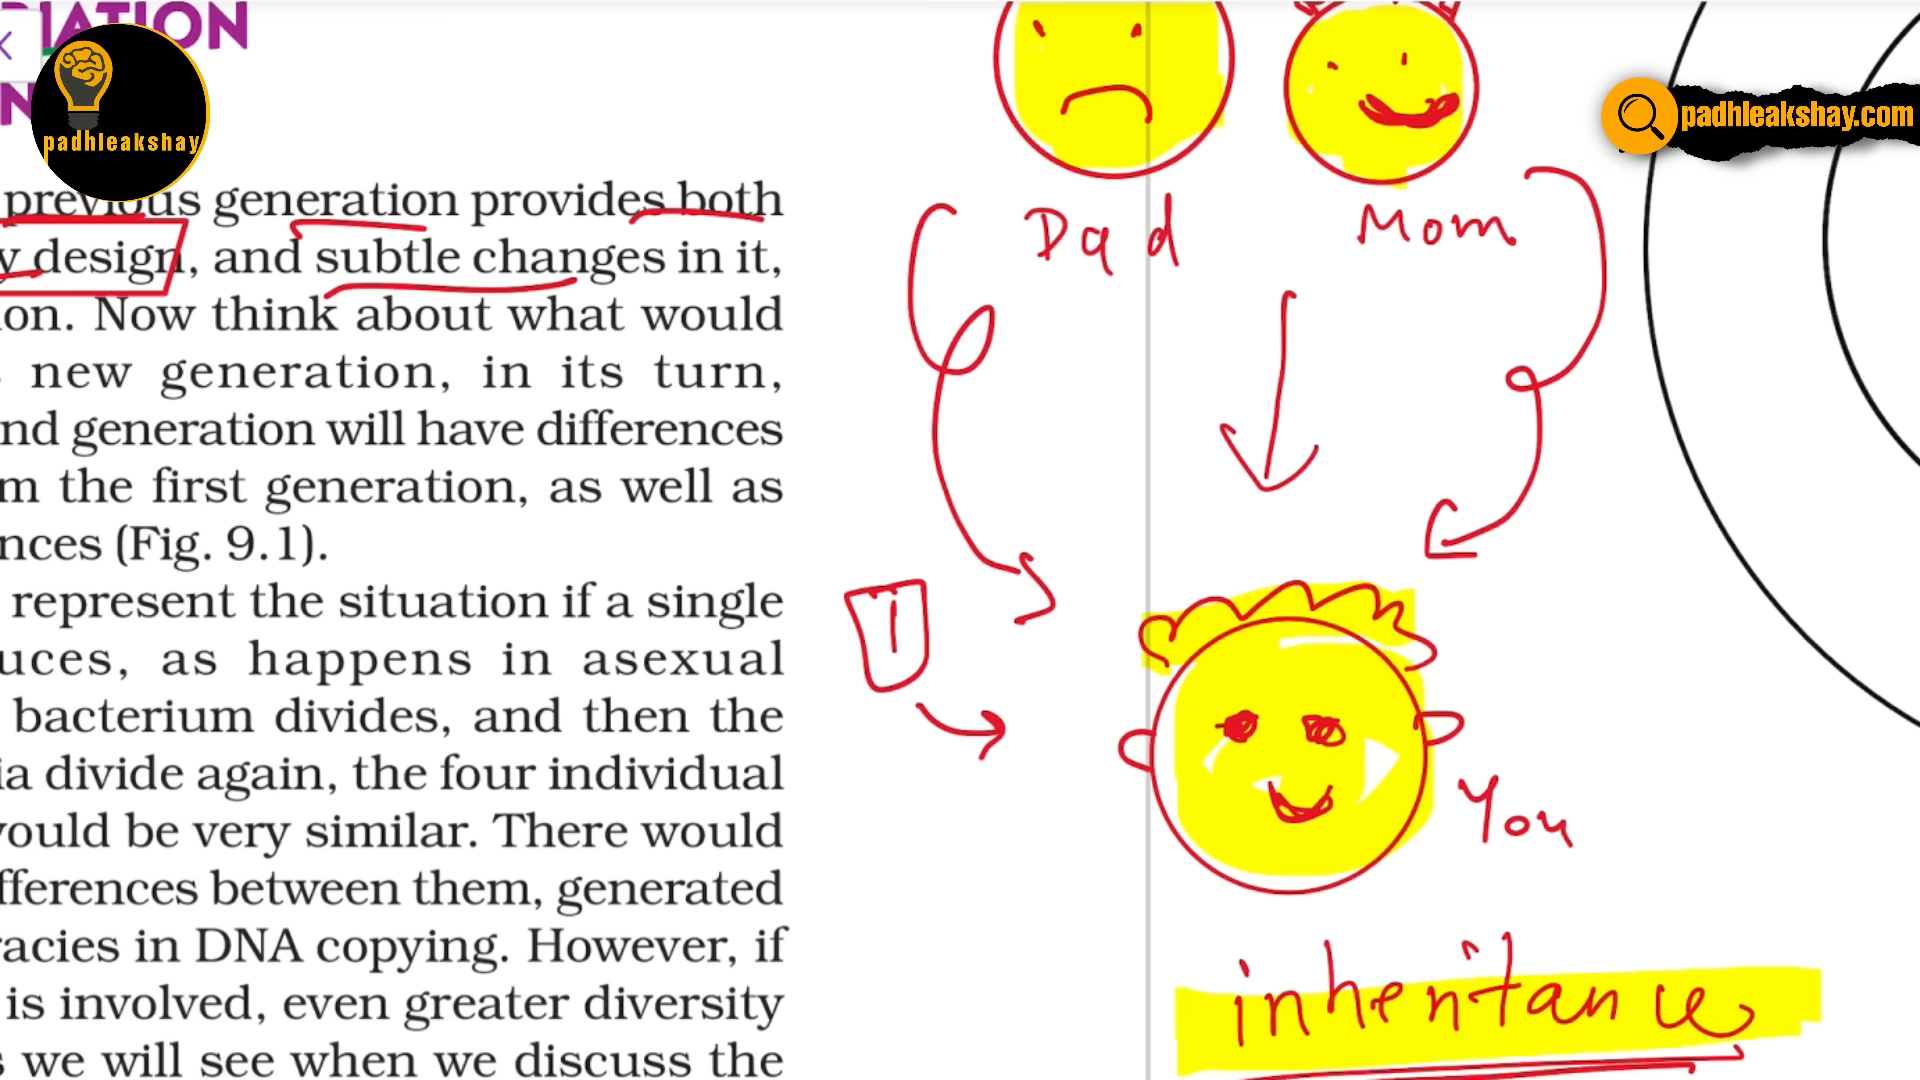 IATION
N
padhleakshay
padhleakshay.com
previous generation provides both
y design, and subtle changes in it,
on. Now think about what would
new generation, in its turn,
nd generation will have differences
m the first generation, as well as
nces (Fig. 9.1).
represent the situation if a single
uces, as happens in asexual
bacterium divides, and then the
ia divide again, the four individual
ould be very similar. There would
fferences between them, generated
acies in DNA copying. However, if
is involved, even greater diversity
s we will see when we discuss the
Dad
Mom
You
inheritance